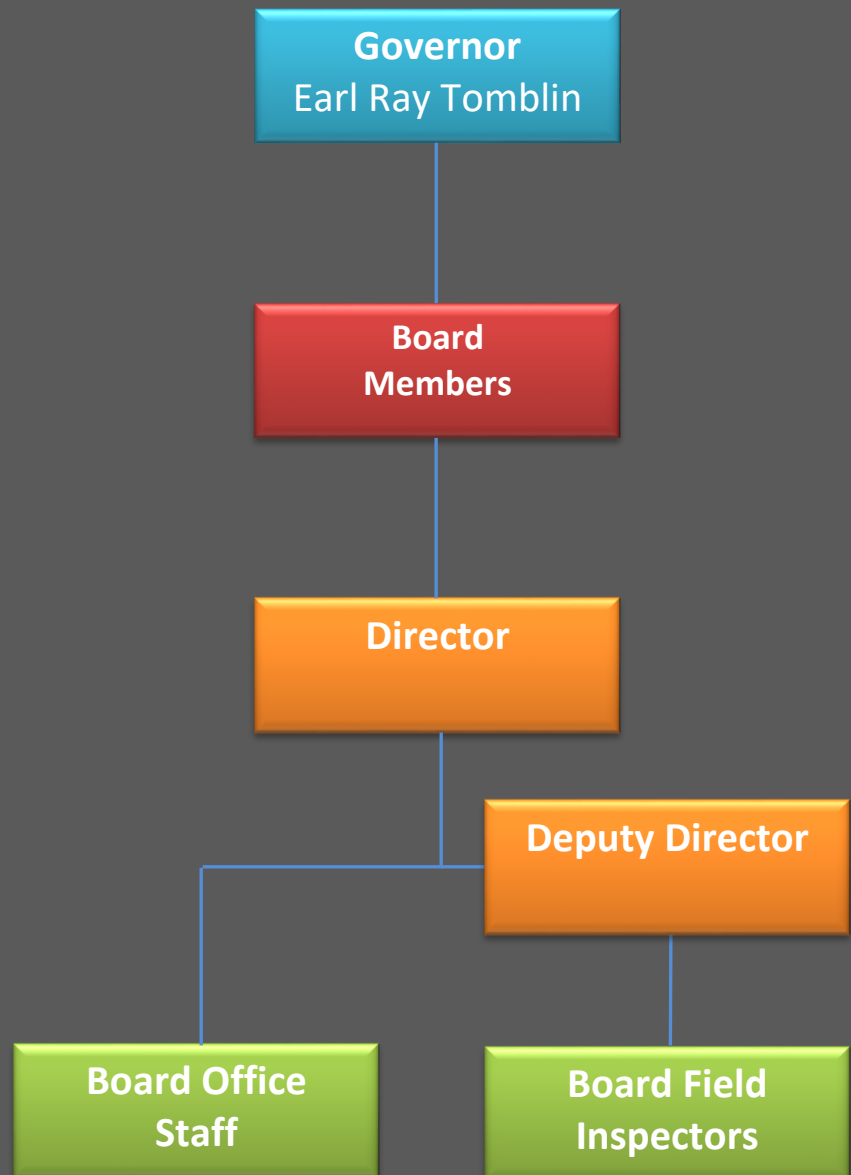 Governor
Earl Ray Tomblin
Board
Members
Director
Deputy Director
Board Office
Staff
Board Field
Inspectors